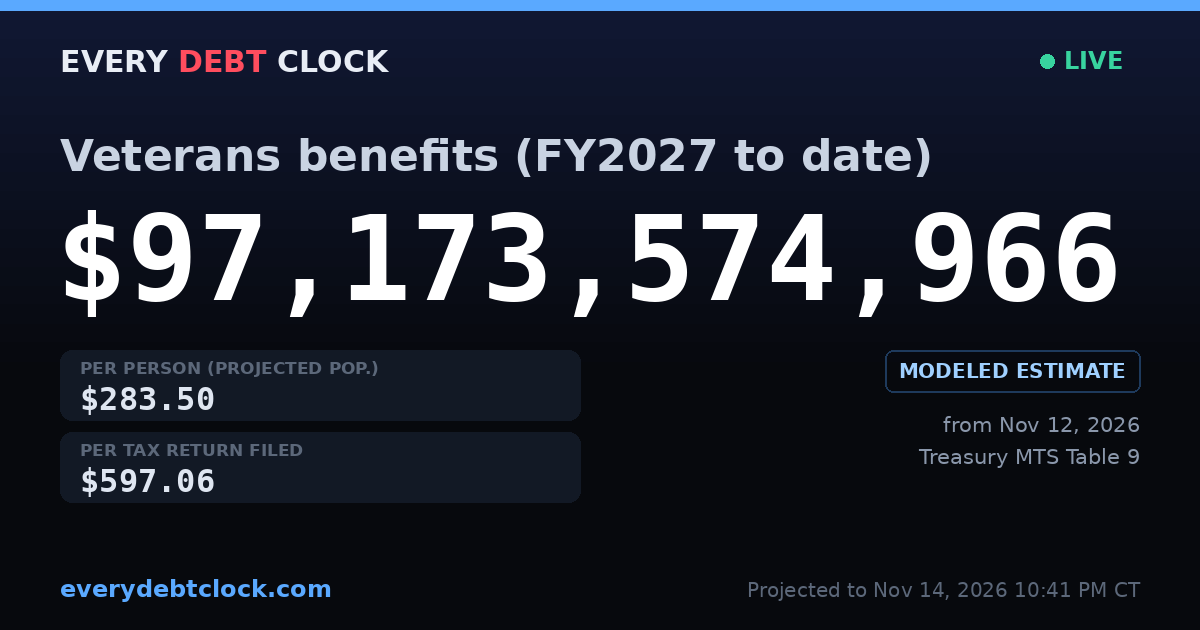 EVERY DEBT CLOCK
LIVE
Veterans benefits (FY2027 to date)
$97,173,574,966
PER PERSON (PROJECTED POP.)
$283.50
PER TAX RETURN FILED
$597.06
MODELED ESTIMATE
from Nov 12, 2026
Treasury MTS Table 9
everydebtclock.com
Projected to Nov 14, 2026 10:41 PM CT